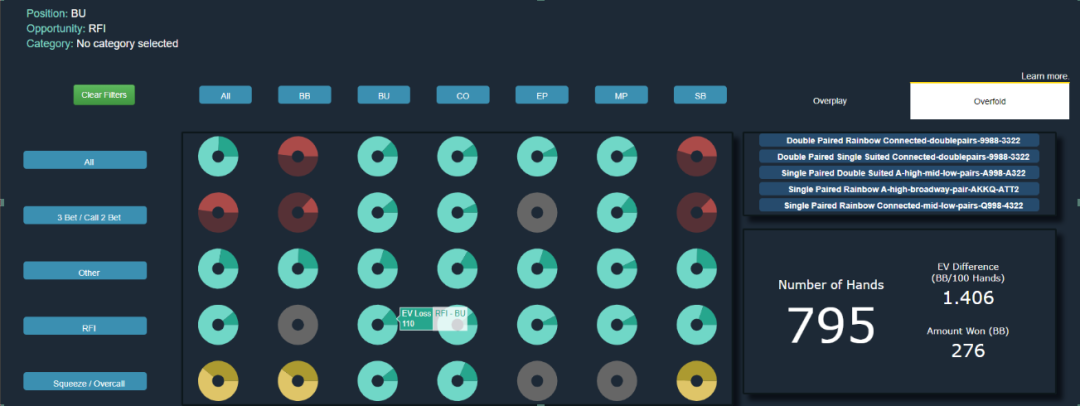 Position: BU
Opportunity: RFI
Category: No category selected
Learn more.
Clear Filters
All
BB
BU
CO
EP
MP
SB
Overplay
Overfold
All
3 Bet / Call 2 Bet
Other
RFI
Squeeze / Overcall
EV Loss RFI - BU
110
Double Paired Rainbow Connected-doublepairs-9988-3322
Double Paired Single Suited Connected-doublepairs-9988-3322
Single Paired Double Suited A-high-mid-low-pairs-A998-A322
Single Paired Rainbow A-high-broadway-pair-AKKQ-ATT2
Single Paired Rainbow Connected-mid-low-pairs-Q998-4322
Number of Hands
795
EV Difference
(BB/100 Hands)
1.406
Amount Won (BB)
276